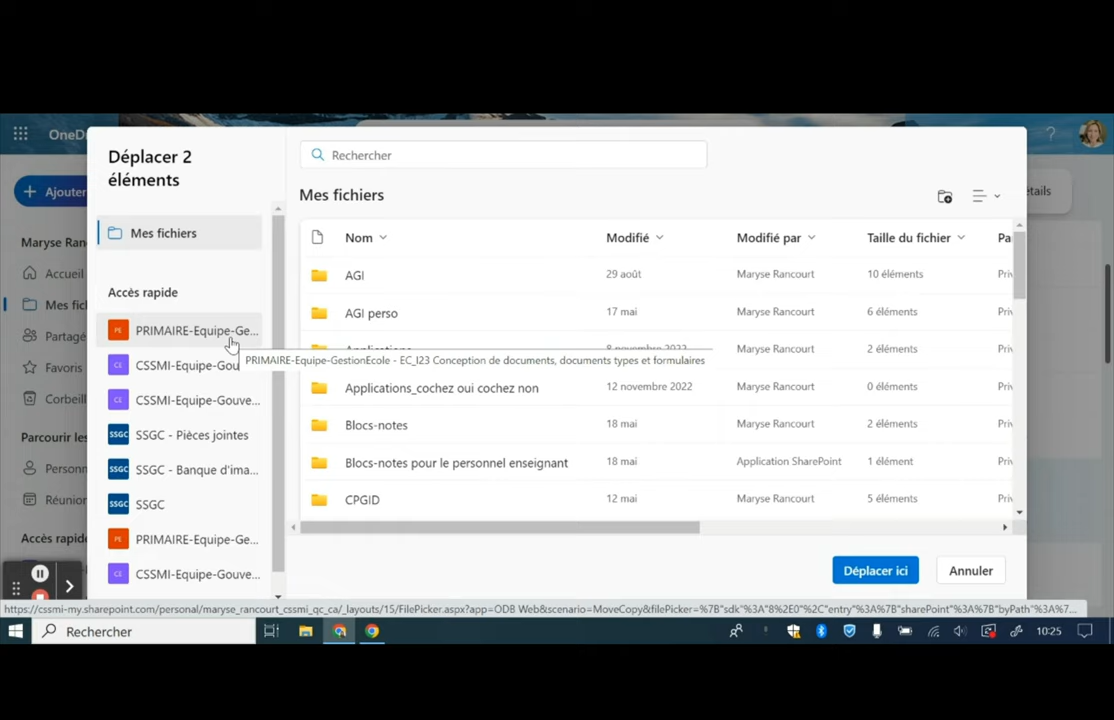 OneD
?
Ajouter
étails
Maryse Ran
Accueil
Mes fic
Partagé
Favoris
Corbeil
Parcourir les
Personn
Réunion
Accès rapide
Déplacer 2
éléments
Mes fichiers
Accès rapide
PE PRIMAIRE-Equipe-Ge...
CE CSSMI-Equipe-Gou
CE CSSMI-Equipe-Gouve...
SSGC SSGC - Pièces jointes
SSGC SSGC - Banque d'ima...
SSGC SSGC
PE PRIMAIRE-Equipe-Ge...
CE CSSMI-Equipe-Gouve...
Rechercher
Mes fichiers
Nom Modifié Modifié par Taille du fichier Pa
AGI 29 août Maryse Rancourt 10 éléments Priv
AGI perso 17 mai Maryse Rancourt 6 éléments Priv
Applications 8 novembre 2022 Maryse Rancourt 2 éléments Priv
PRIMAIRE-Equipe-GestionEcole - EC_I23 Conception de documents, documents types et formulaires
Applications_cochez oui cochez non 12 novembre 2022 Maryse Rancourt 0 éléments Priv
Blocs-notes 18 mai Maryse Rancourt 2 éléments Priv
Blocs-notes pour le personnel enseignant 18 mai Application SharePoint 1 élément Priv
CPGID 12 mai Maryse Rancourt 5 éléments Priv
Déplacer ici Annuler
https://cssmi-my.sharepoint.com/personal/maryse_rancourt_cssmi_qc_ca/_layouts/15/FilePicker.aspx?app=ODB Web&scenario=MoveCopy&filePicker=%7B"sdk"%3A"8%2E0"%2C"entry"%3A%7B"sharePoint"%3A%7B"byPath"%3A%7...
Rechercher
10:25